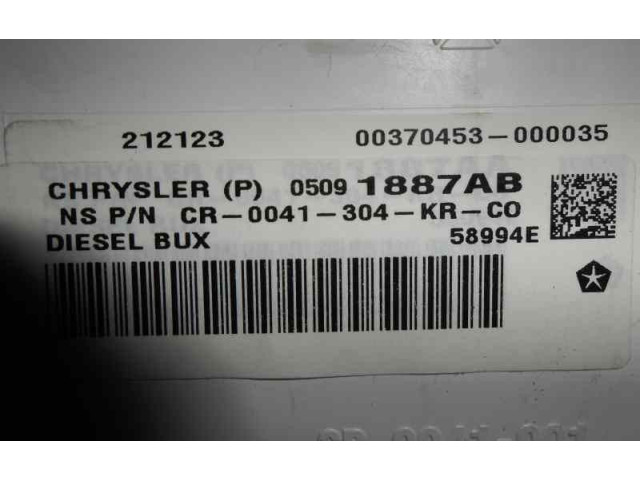 212123 00370453-000035
CHRYSLER (P) 0509 1887AB
NS P/N CR-0041-304-KR-CO
DIESEL BUX 58994E